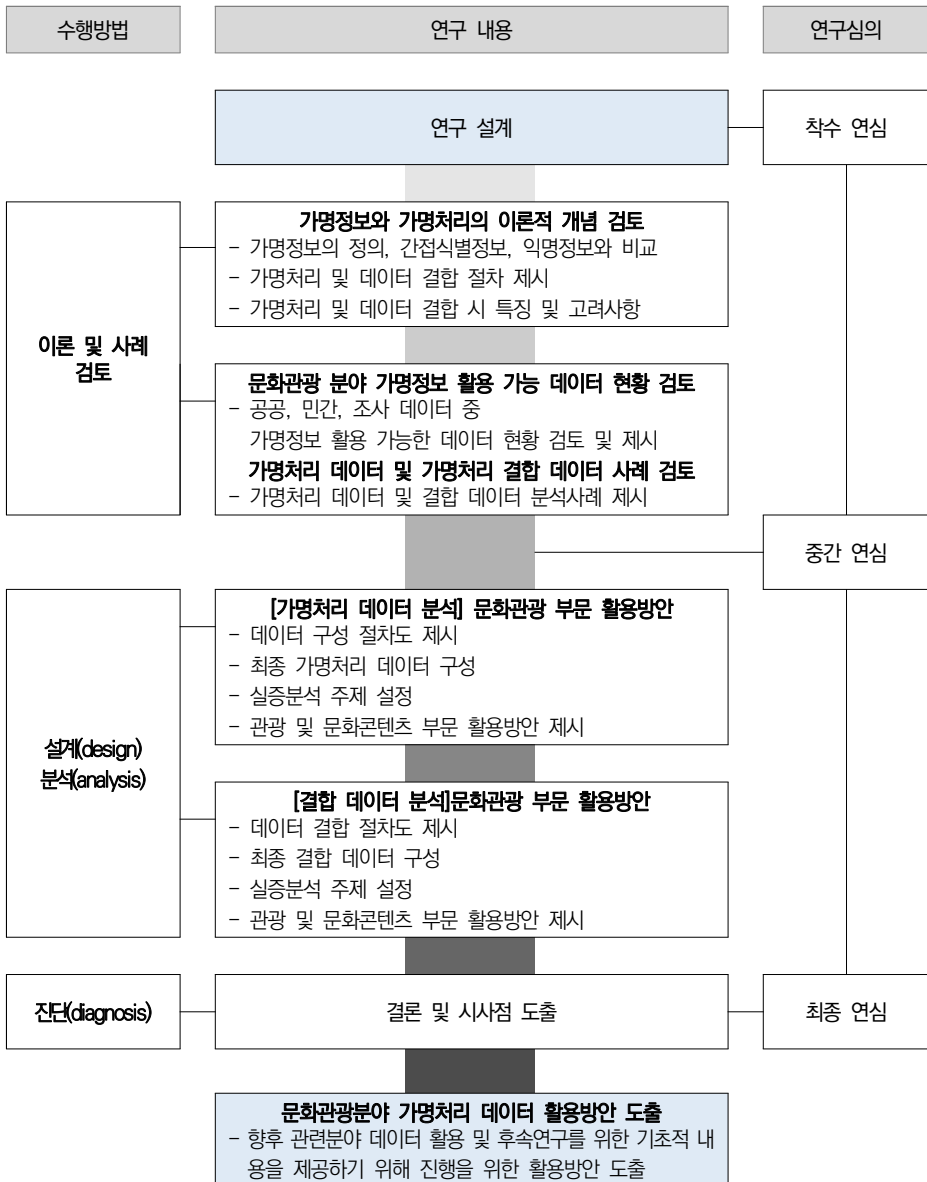 수행방법
연구 내용
연구심의
연구 설계
착수 연심
이론 및 사례
검토
가명정보와 가명처리의 이론적 개념 검토
- 가명정보의 정의, 간접식별정보, 익명정보와 비교
- 가명처리 및 데이터 결합 절차 제시
- 가명처리 및 데이터 결합 시 특징 및 고려사항
문화관광 분야 가명정보 활용 가능 데이터 현황 검토
- 공공, 민간, 조사 데이터 중
가명정보 활용 가능한 데이터 현황 검토 및 제시
가명처리 데이터 및 가명처리 결합 데이터 사례 검토
- 가명처리 데이터 및 결합 데이터 분석사례 제시
중간 연심
설계(design)
분석(analysis)
[가명처리 데이터 분석] 문화관광 부문 활용방안
- 데이터 구성 절차도 제시
- 최종 가명처리 데이터 구성
- 실증분석 주제 설정
- 관광 및 문화콘텐츠 부문 활용방안 제시
[결합 데이터 분석]문화관광 부문 활용방안
- 데이터 결합 절차도 제시
- 최종 결합 데이터 구성
- 실증분석 주제 설정
- 관광 및 문화콘텐츠 부문 활용방안 제시
진단(diagnosis)
결론 및 시사점 도출
최종 연심
문화관광분야 가명처리 데이터 활용방안 도출
- 향후 관련분야 데이터 활용 및 후속연구를 위한 기초적 내
용을 제공하기 위해 진행을 위한 활용방안 도출